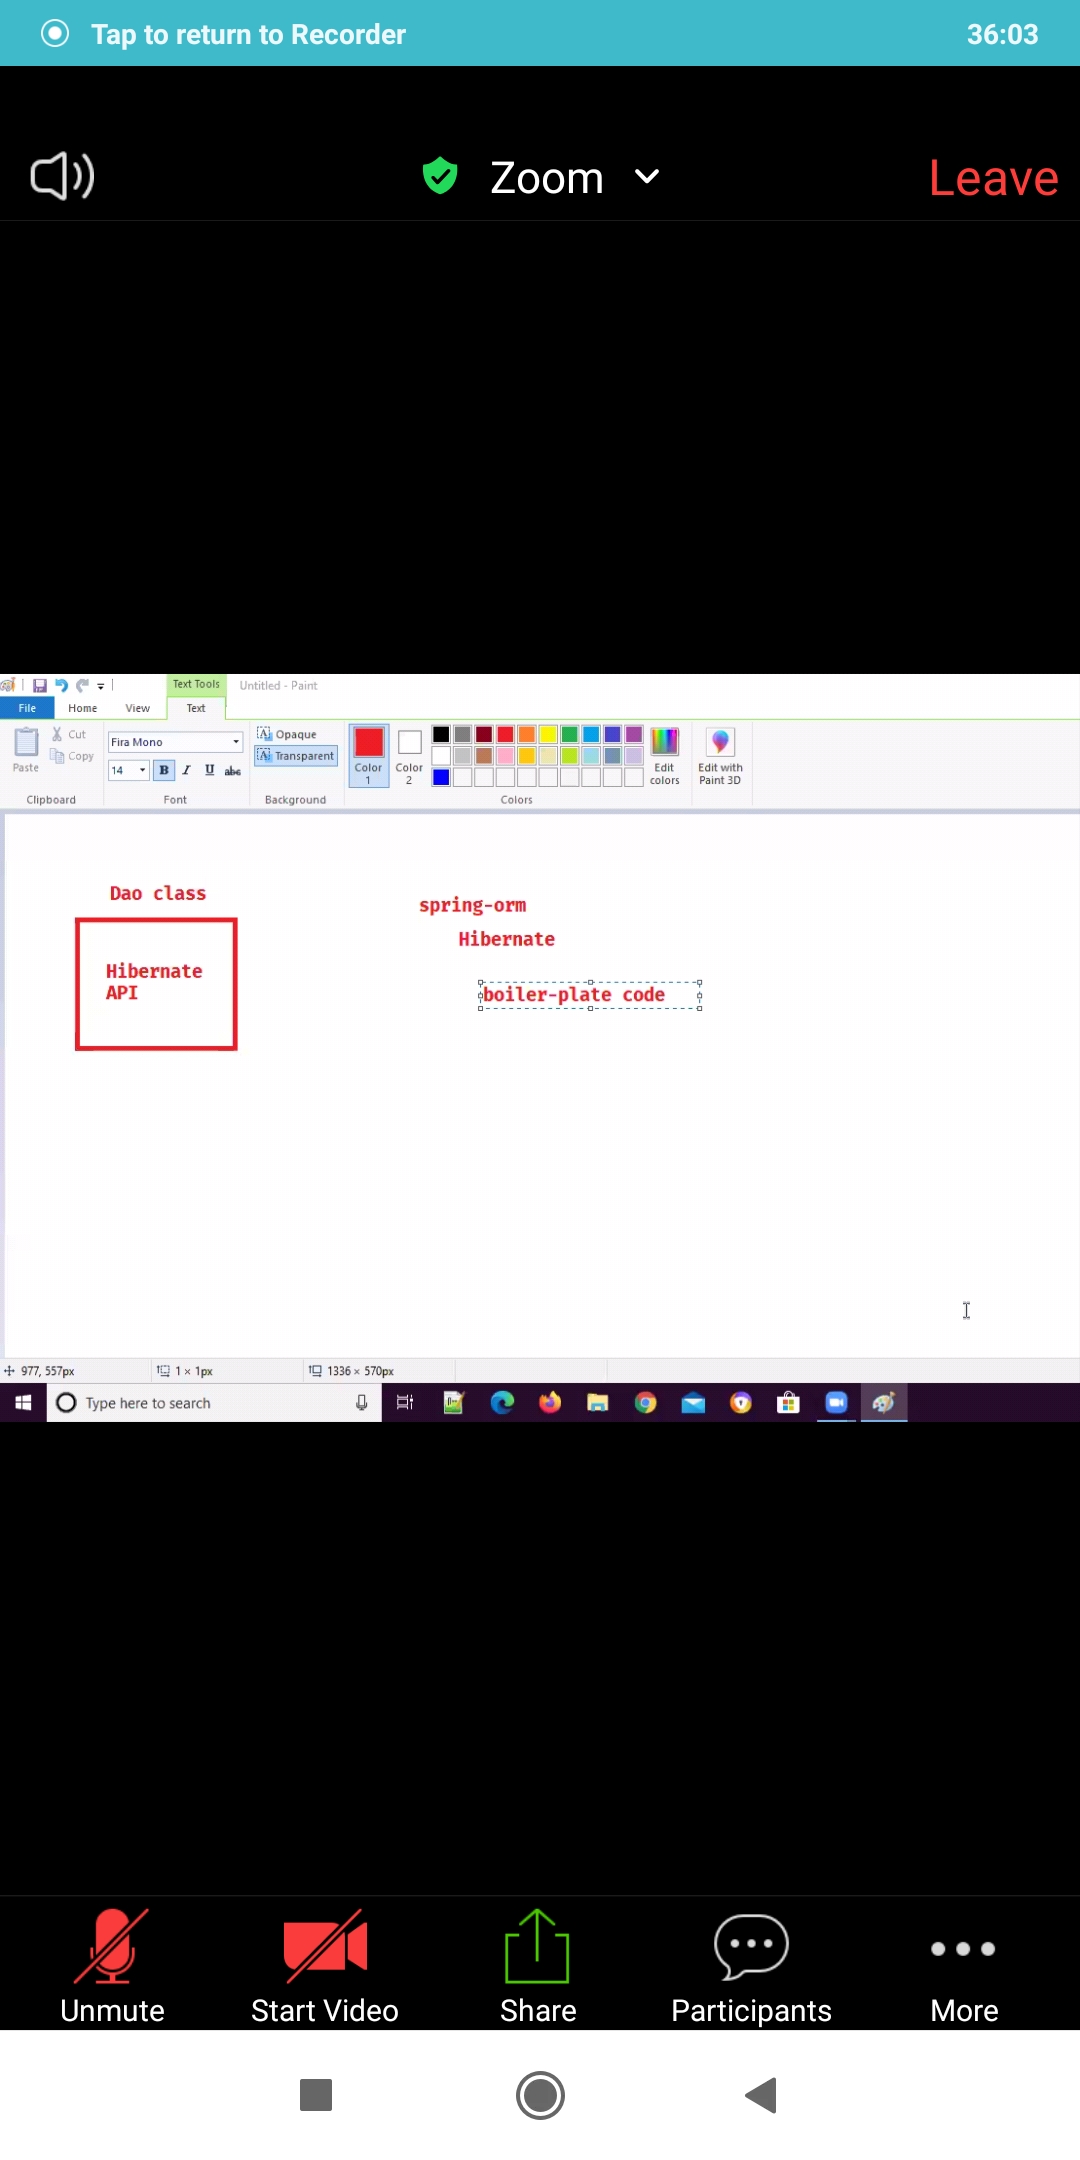 Tap to return to Recorder 36:03
Zoom Leave
Text Tools Untitled - Paint
File Home View Text
Cut
Copy
Paste
Clipboard
Fira Mono
14 B I U abc
Font
Opaque
Transparent
Background
Color 1
Color 2
Edit colors
Edit with Paint 3D
Colors
Dao class
Hibernate
API
spring-orm
Hibernate
boiler-plate code
977, 557px 1 × 1px 1336 × 570px
Type here to search
Unmute Start Video Share Participants More